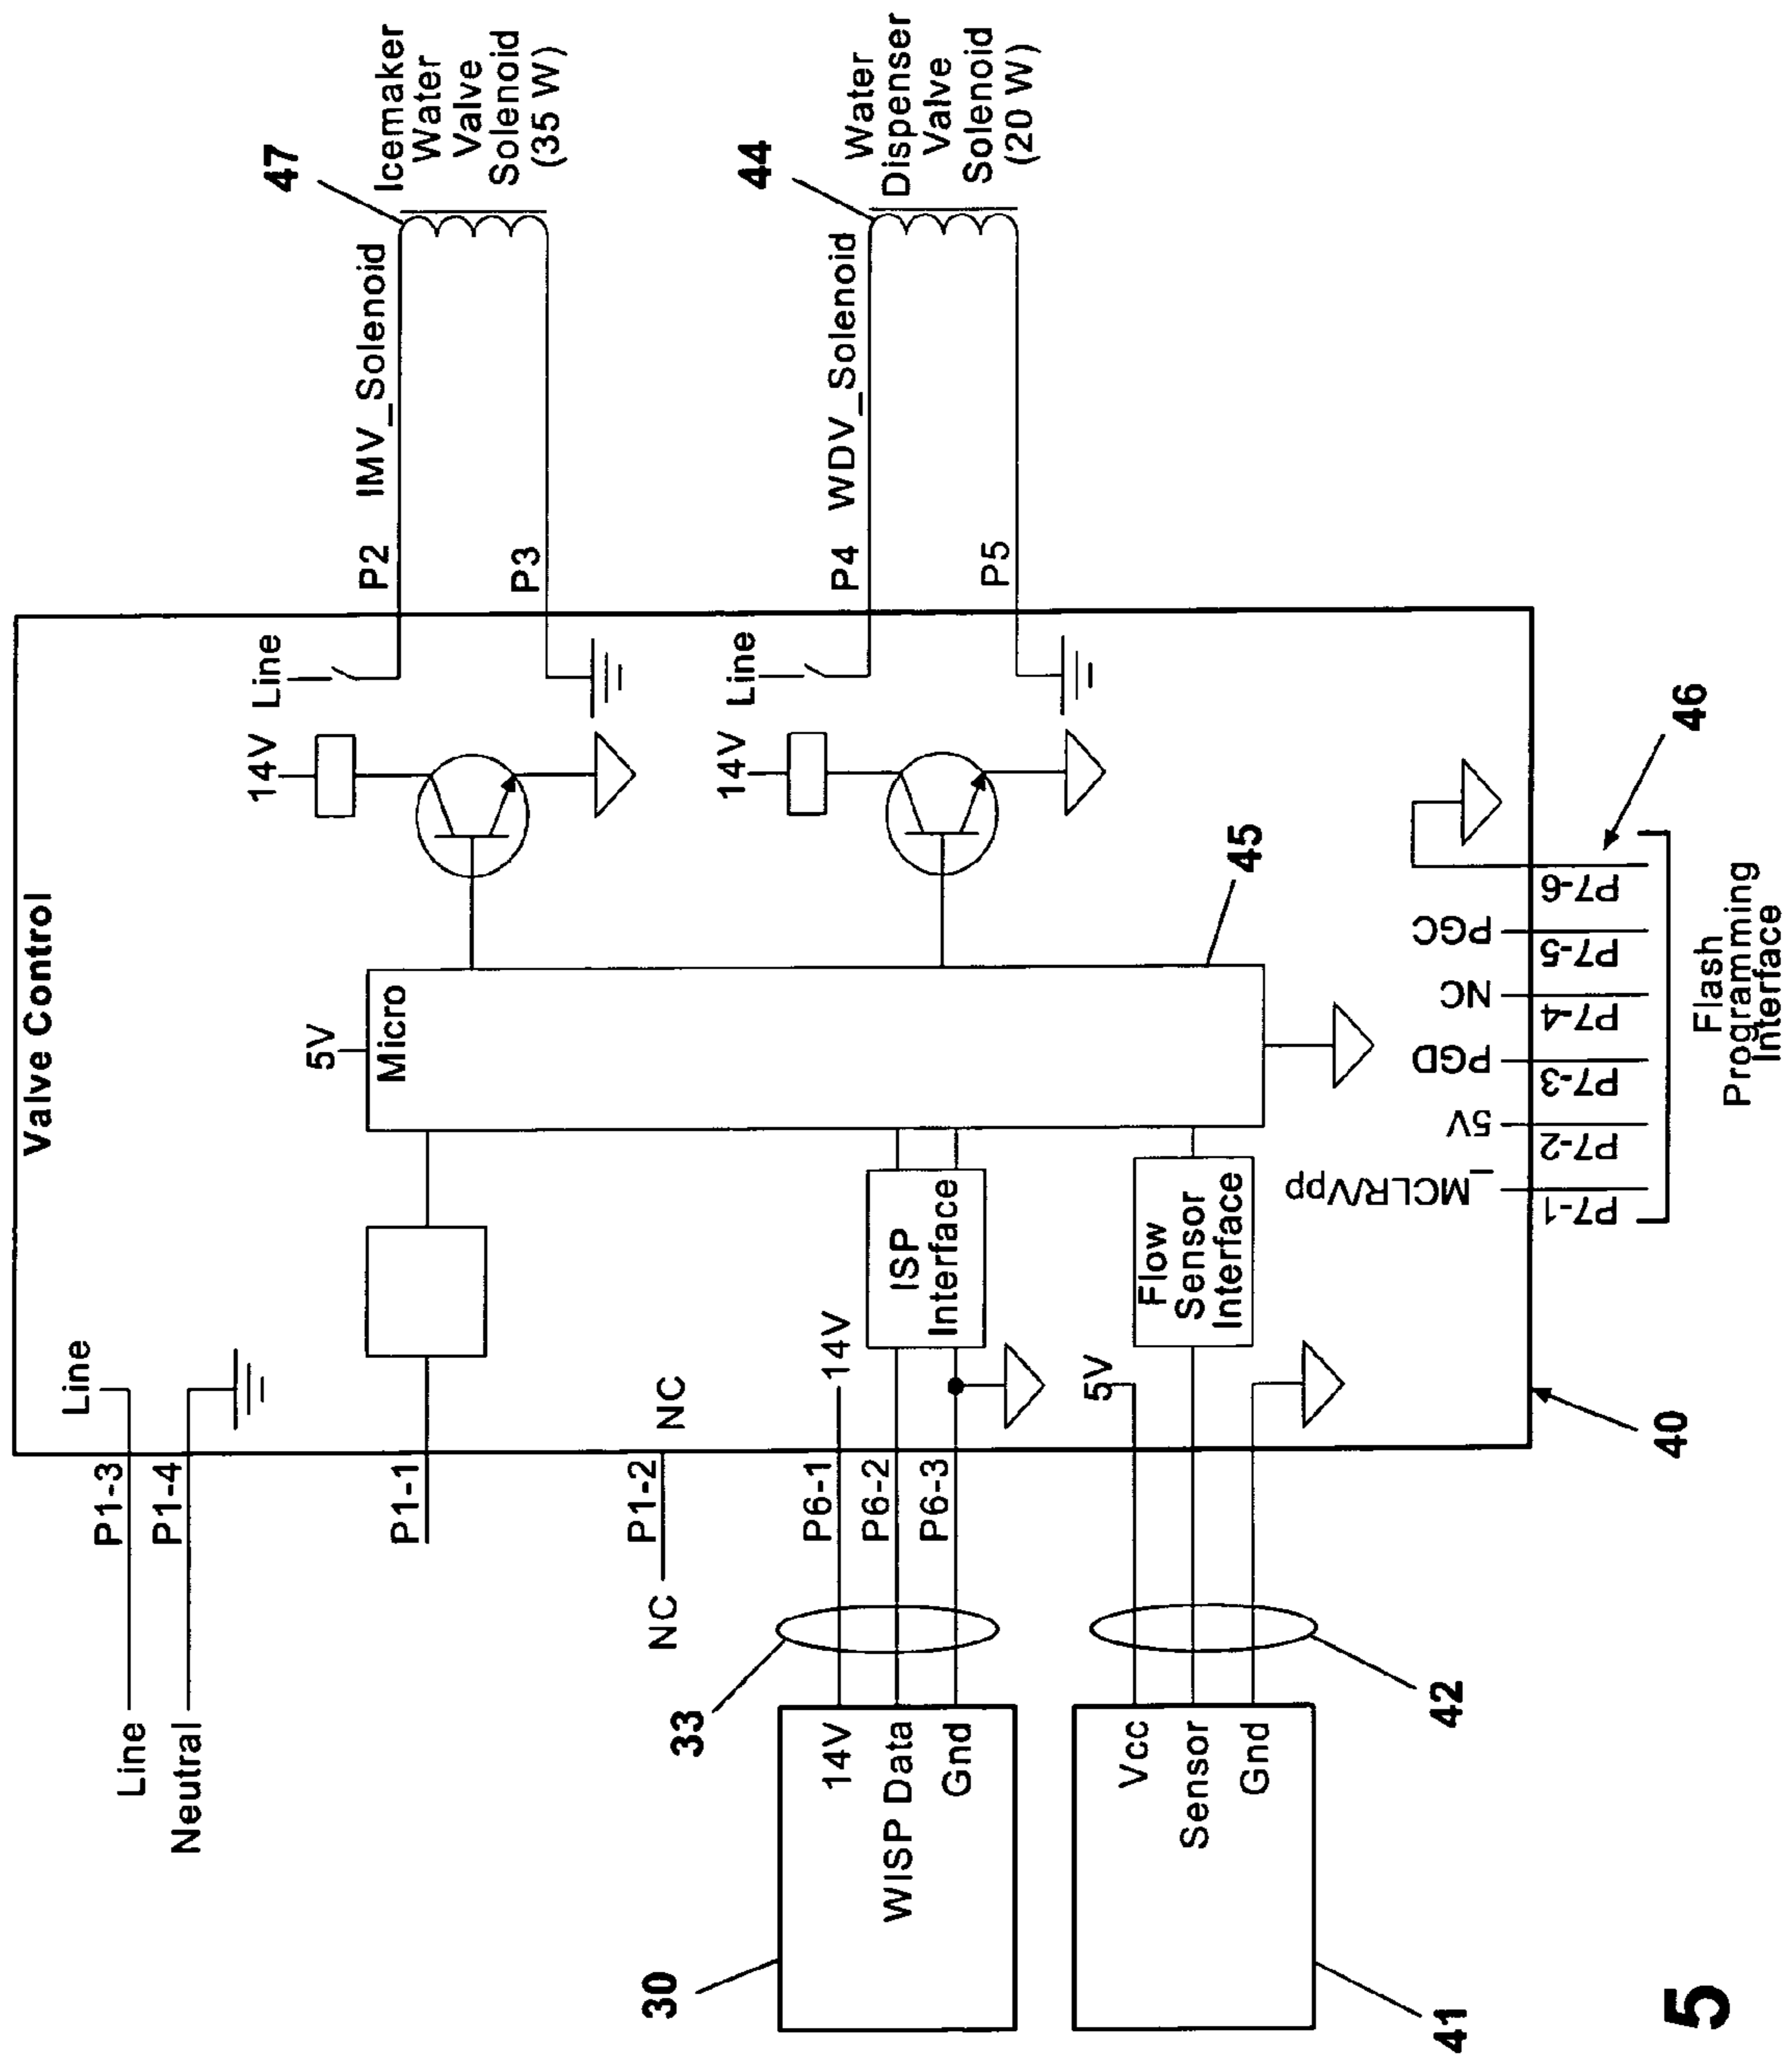 Valve Control
Line
Neutral
P1-3
P1-4
Line
P1-1
NC
P1-2
NC
5V
Micro
14V
Line
P2
IMV_Solenoid
P3
47
Icemaker
Water
Valve
Solenoid
(35 W)
14V
Line
P4
WDV_Solenoid
P5
44
Water
Dispenser
Valve
Solenoid
(20 W)
30
14V
WISP Data
Gnd
33
P6-1
P6-2
P6-3
14V
ISP
Interface
41
Vcc
Sensor
Gnd
42
5V
Flow
Sensor
Interface
45
40
MCLR/Vpp
5V
PGD
NC
PGC
P7-1
P7-2
P7-3
P7-4
P7-5
P7-6
46
Flash
Programming
Interface
5